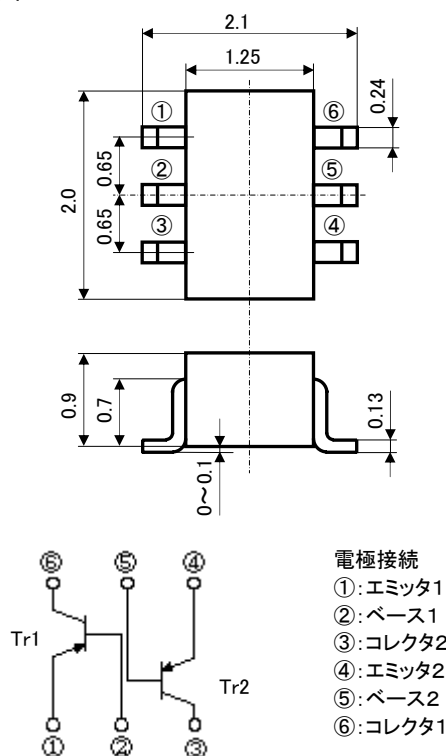 2.1
1.25
① ⑥ 0.24
0.65
② ⑤
2.0
0.65
③ ④
0.9
0.7
0.13
0～0.1
⑥ ⑤ ④
Tr1
Tr2
① ② ③
電極接続
①:エミッタ1
②:ベース1
③:コレクタ2
④:エミッタ2
⑤:ベース2
⑥:コレクタ1